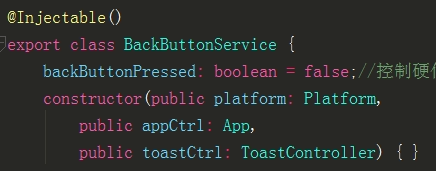 @Injectable()
export class BackButtonService {
backButtonPressed: boolean = false;//控制硬
constructor(public platform: Platform,
public appCtrl: App,
public toastCtrl: ToastController) { }